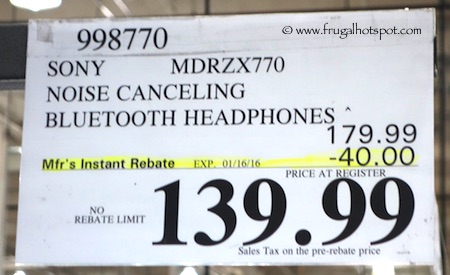 © www.frugalhotspot.com
998770
SONY MDRZX770
NOISE CANCELING
BLUETOOTH HEADPHONES ^
179.99
Mfr's Instant Rebate EXP. 01/16/16 -40.00
PRICE AT REGISTER
NO
REBATE LIMIT
139.99
Sales Tax on the pre-rebate price